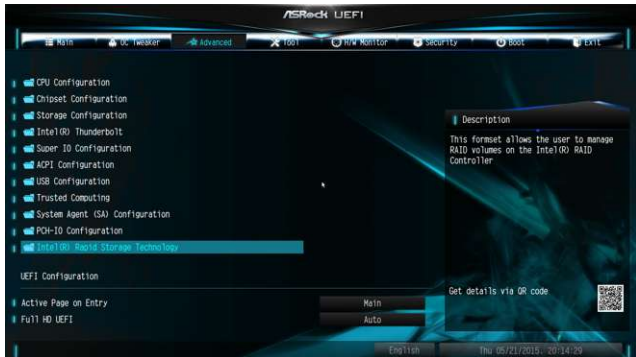 ASRock UEFI
Main OC Tweaker Advanced Tool H/W Monitor Security Boot Exit
CPU Configuration
Chipset Configuration
Storage Configuration
Intel(R) Thunderbolt
Super IO Configuration
ACPI Configuration
USB Configuration
Trusted Computing
System Agent (SA) Configuration
PCH-IO Configuration
Intel(R) Rapid Storage Technology
UEFI Configuration
Active Page on Entry Main
Full HD UEFI Auto
Description
This formset allows the user to manage
RAID volumes on the Intel(R) RAID
Controller
Get details via QR code
English Thu 05/21/2015, 20:14:29